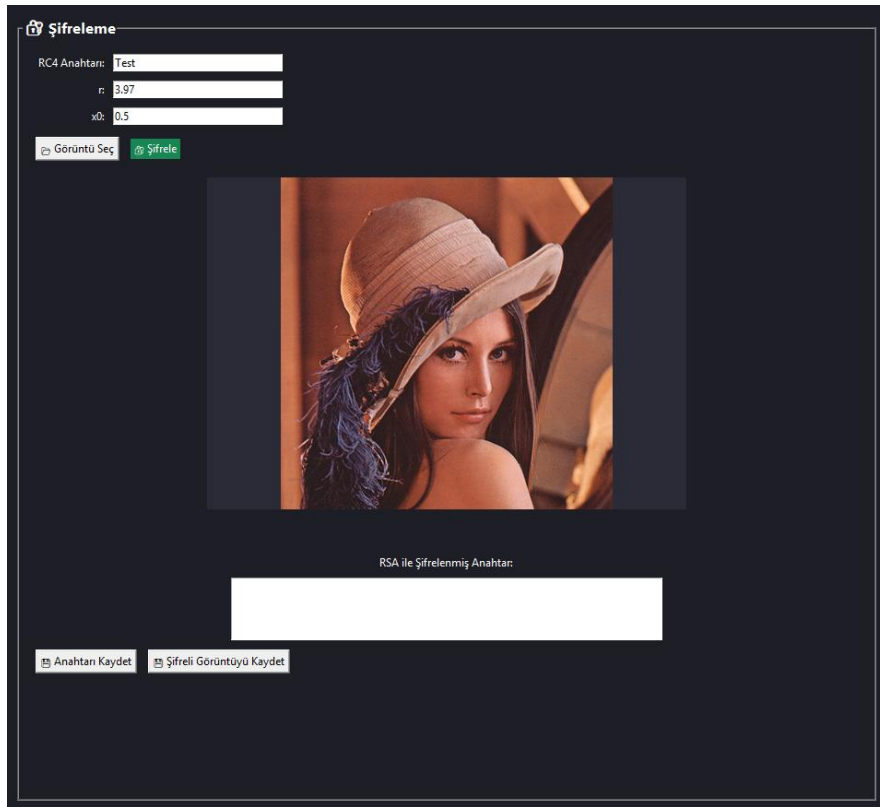 Şifreleme
RC4 Anahtarı: Test
r: 3.97
x0: 0.5
Görüntü Seç Şifrele
RSA ile Şifrelenmiş Anahtar:
Anahtarı Kaydet Şifreli Görüntüyü Kaydet